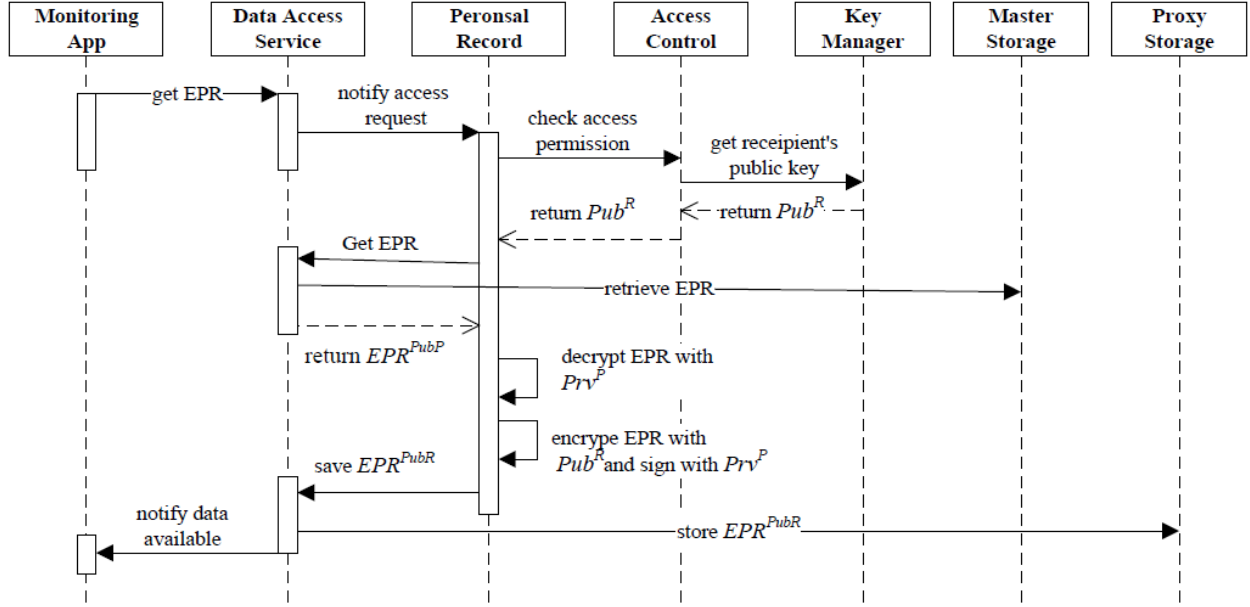 Monitoring
App
Data Access
Service
Peronsal
Record
Access
Control
Key
Manager
Master
Storage
Proxy
Storage
get EPR
notify access
request
check access
permission
get receipient's
public key
return Pub^R
return Pub^R
Get EPR
retrieve EPR
return EPR^PubP
decrypt EPR with
Prv^P
encrype EPR with
Pub^R and sign with Prv^P
save EPR^PubR
notify data
available
store EPR^PubR